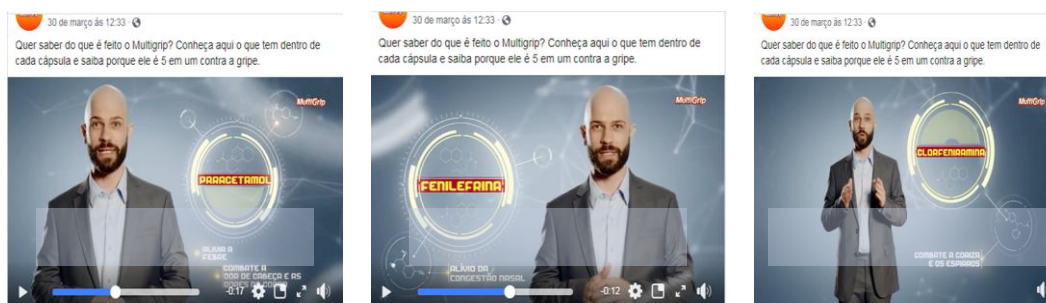 30 de março às 12:33
Quer saber do que é feito o Multigrip? Conheça aqui o que tem dentro de
cada cápsula e saiba porque ele é 5 em um contra a gripe.
MultiGrip
PARACETAMOL
ALIVIA A
FEBRE
COMBATE A
DOR DE CABEÇA E AS
DORES DO CORPO
-0:17
30 de março às 12:33
Quer saber do que é feito o Multigrip? Conheça aqui o que tem dentro de
cada cápsula e saiba porque ele é 5 em um contra a gripe.
MultiGrip
FENILEFRINA
ALÍVIO DA
CONGESTÃO NASAL
-0:12
30 de março às 12:33
Quer saber do que é feito o Multigrip? Conheça aqui o que tem dentro de
cada cápsula e saiba porque ele é 5 em um contra a gripe.
MultiGrip
CLORFENIRAMINA
COMBATE A CORIZA
E OS ESPIRROS